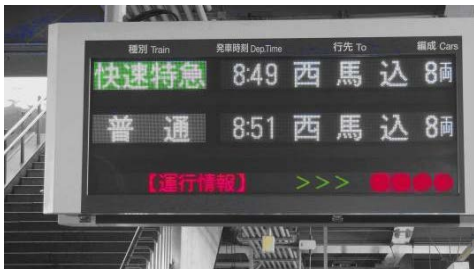 種別 Train 発車時刻 Dep.Time 行先 To 編成 Cars
快速特急 8:49 西馬込 8両
普通 8:51 西馬込 8両
【運行情報】 >>>